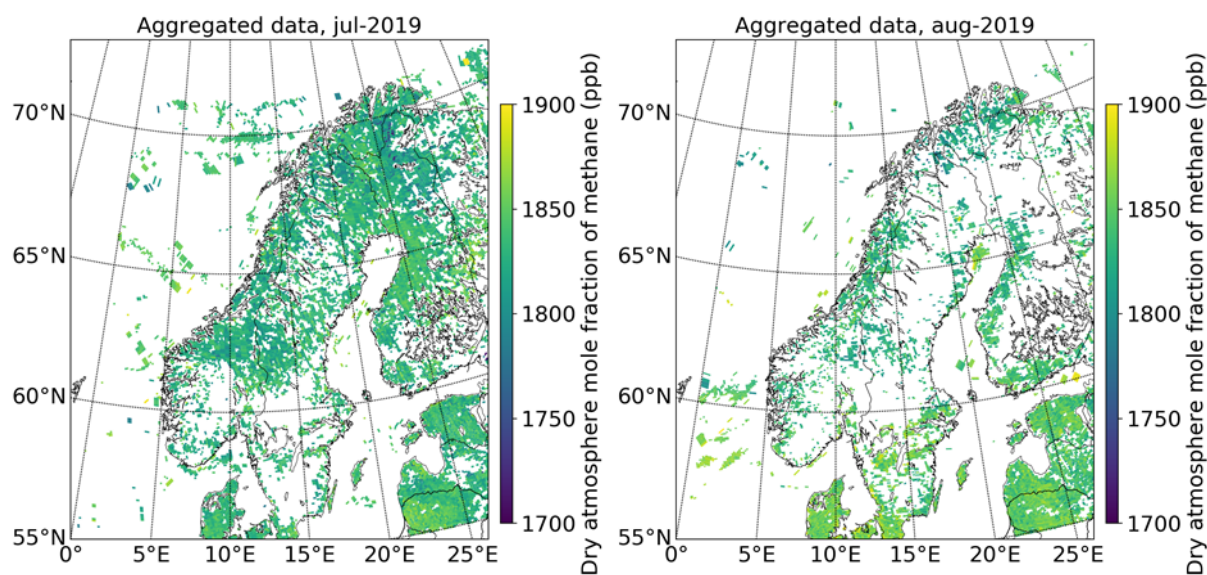 Aggregated data, jul-2019
70°N
65°N
60°N
55°N
0
5°E
10°E
15°E
20°E
25°E
1900
1850
1800
1750
1700
Dry atmosphere mole fraction of methane (ppb)
Aggregated data, aug-2019
70°N
65°N
60°N
55°N
0
5°E
10°E
15°E
20°E
25°E
1900
1850
1800
1750
1700
Dry atmosphere mole fraction of methane (ppb)